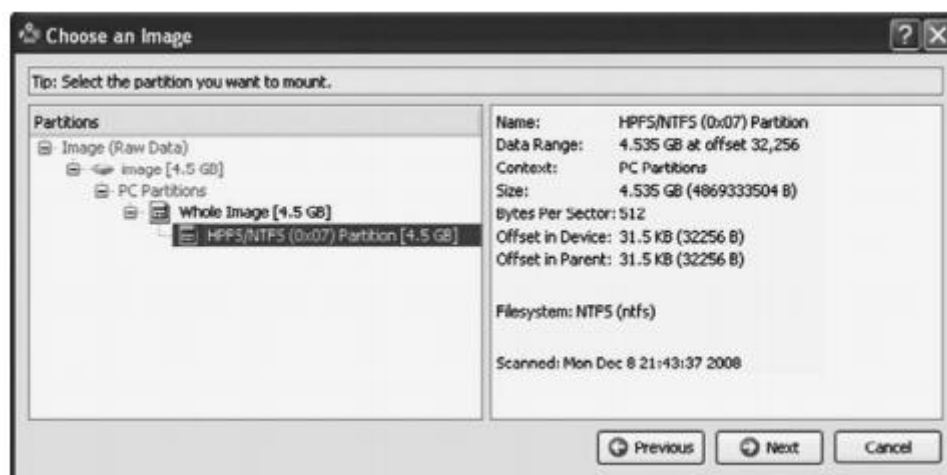 Choose an Image
Tip: Select the partition you want to mount.
Partitions
Image (Raw Data)
image [4.5 GB]
PC Partitions
Whole Image [4.5 GB]
HPFS/NTFS (0x07) Partition [4.5 GB]
Name: HPFS/NTFS (0x07) Partition
Data Range: 4.535 GB at offset 32,256
Context: PC Partitions
Size: 4.535 GB (4869333504 B)
Bytes Per Sector: 512
Offset in Device: 31.5 KB (32256 B)
Offset in Parent: 31.5 KB (32256 B)
Filesystem: NTFS (ntfs)
Scanned: Mon Dec 8 21:43:37 2008
Previous Next Cancel